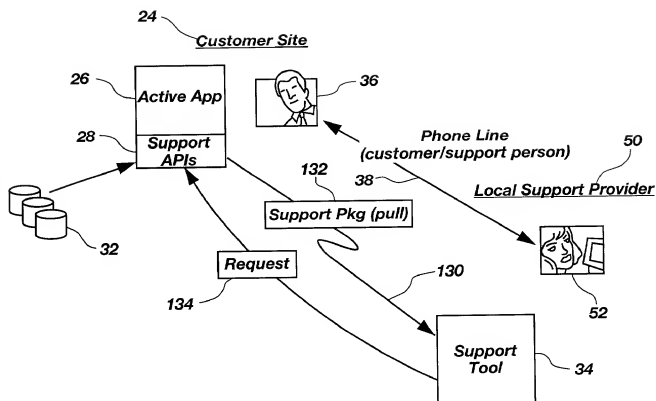 24
Customer Site
26
Active App
36
28
Support
APIs
Phone Line
(customer/support person)
50
132
38
Local Support Provider
Support Pkg (pull)
32
Request
134
130
52
Support
Tool
34